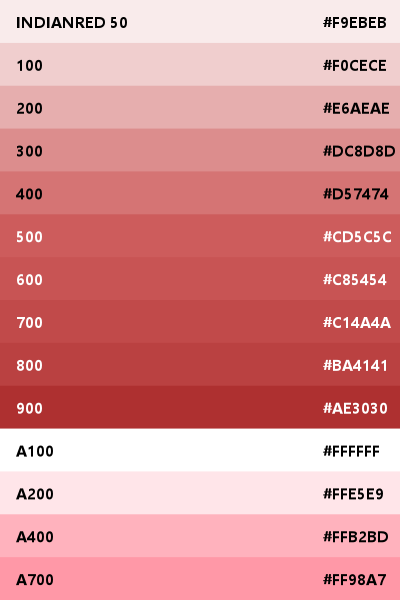 INDIANRED 50 #F9EBEB
100 #F0CECE
200 #E6AEAE
300 #DC8D8D
400 #D57474
500 #CD5C5C
600 #C85454
700 #C14A4A
800 #BA4141
900 #AE3030
A100 #FFFFFF
A200 #FFE5E9
A400 #FFB2BD
A700 #FF98A7